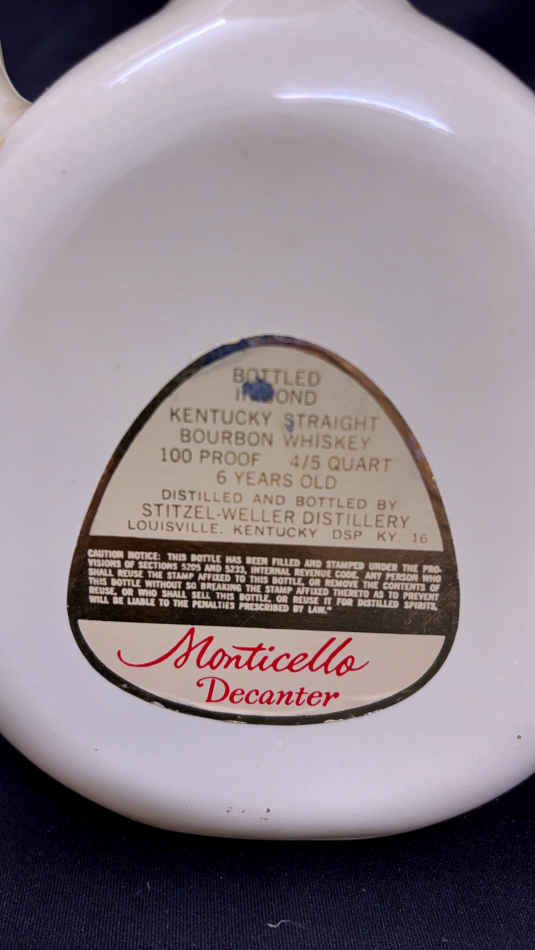 BOTTLED
IN BOND
KENTUCKY STRAIGHT
BOURBON WHISKEY
100 PROOF 4/5 QUART
6 YEARS OLD
DISTILLED AND BOTTLED BY
STITZEL-WELLER DISTILLERY
LOUISVILLE, KENTUCKY DSP KY. 16
CAUTION NOTICE: THIS BOTTLE HAS BEEN FILLED AND STAMPED UNDER THE PRO-
VISIONS OF SECTIONS 5205 AND 5233, INTERNAL REVENUE CODE. ANY PERSON WHO
SHALL REUSE THE STAMP AFFIXED TO THIS BOTTLE, OR REMOVE THE CONTENTS OF
THIS BOTTLE WITHOUT SO BREAKING THE STAMP AFFIXED THERETO AS TO PREVENT
REUSE, OR WHO SHALL SELL THIS BOTTLE, OR REUSE IT FOR DISTILLED SPIRITS,
WILL BE LIABLE TO THE PENALTIES PRESCRIBED BY LAW."
Monticello
Decanter